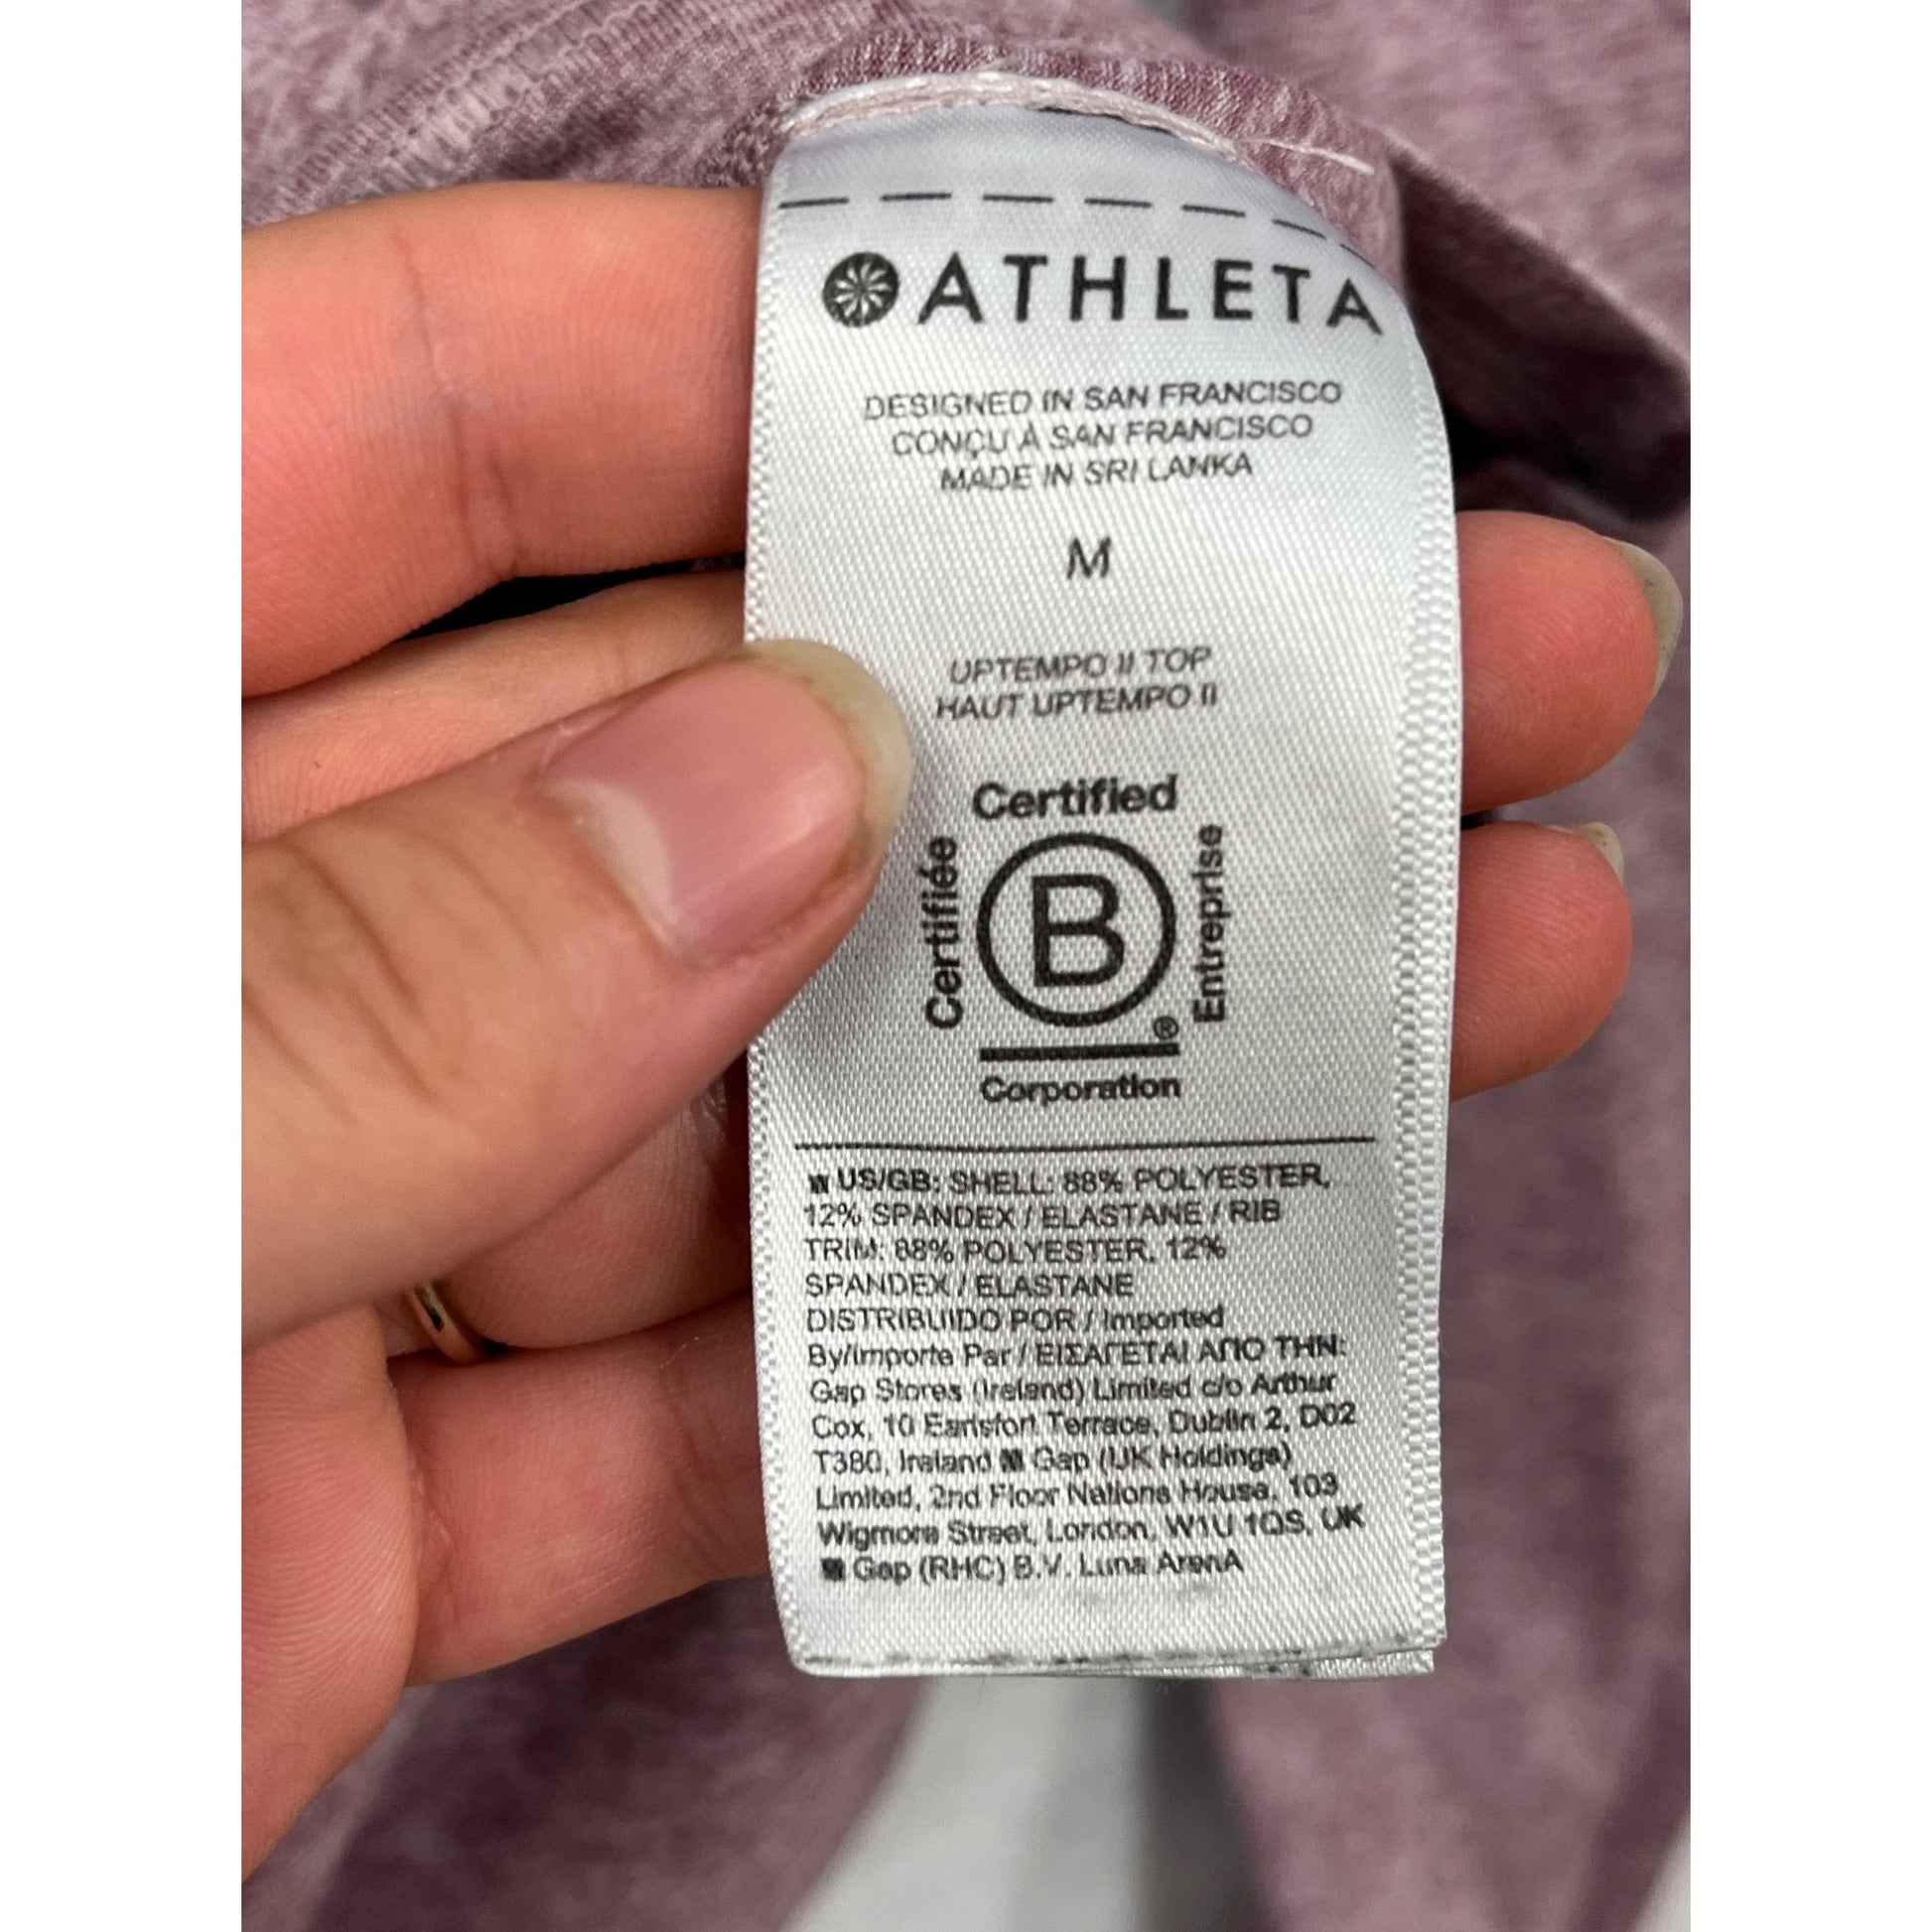 ATHLETA
DESIGNED IN SAN FRANCISCO
CONÇU À SAN FRANCISCO
MADE IN SRI LANKA
M
UPTEMPO II TOP
HAUT UPTEMPO II
Certified
Certifiée
B
®
Entreprise
Corporation
US/GB: SHELL: 88% POLYESTER,
12% SPANDEX / ELASTANE / RIB
TRIM: 88% POLYESTER, 12%
SPANDEX / ELASTANE
DISTRIBUIDO POR / Imported
By/Importe Par / ΕΙΣΑΓΕΤΑΙ ΑΠΟ ΤΗΝ:
Gap Stores (Ireland) Limited c/o Arthur
Cox, 10 Earlsfort Terrace, Dublin 2, D02
T380, Ireland Gap (UK Holdings)
Limited, 2nd Floor Nations House, 103
Wigmore Street, London, W1U 1QS, UK
Gap (RHC) B.V. Luna ArenA